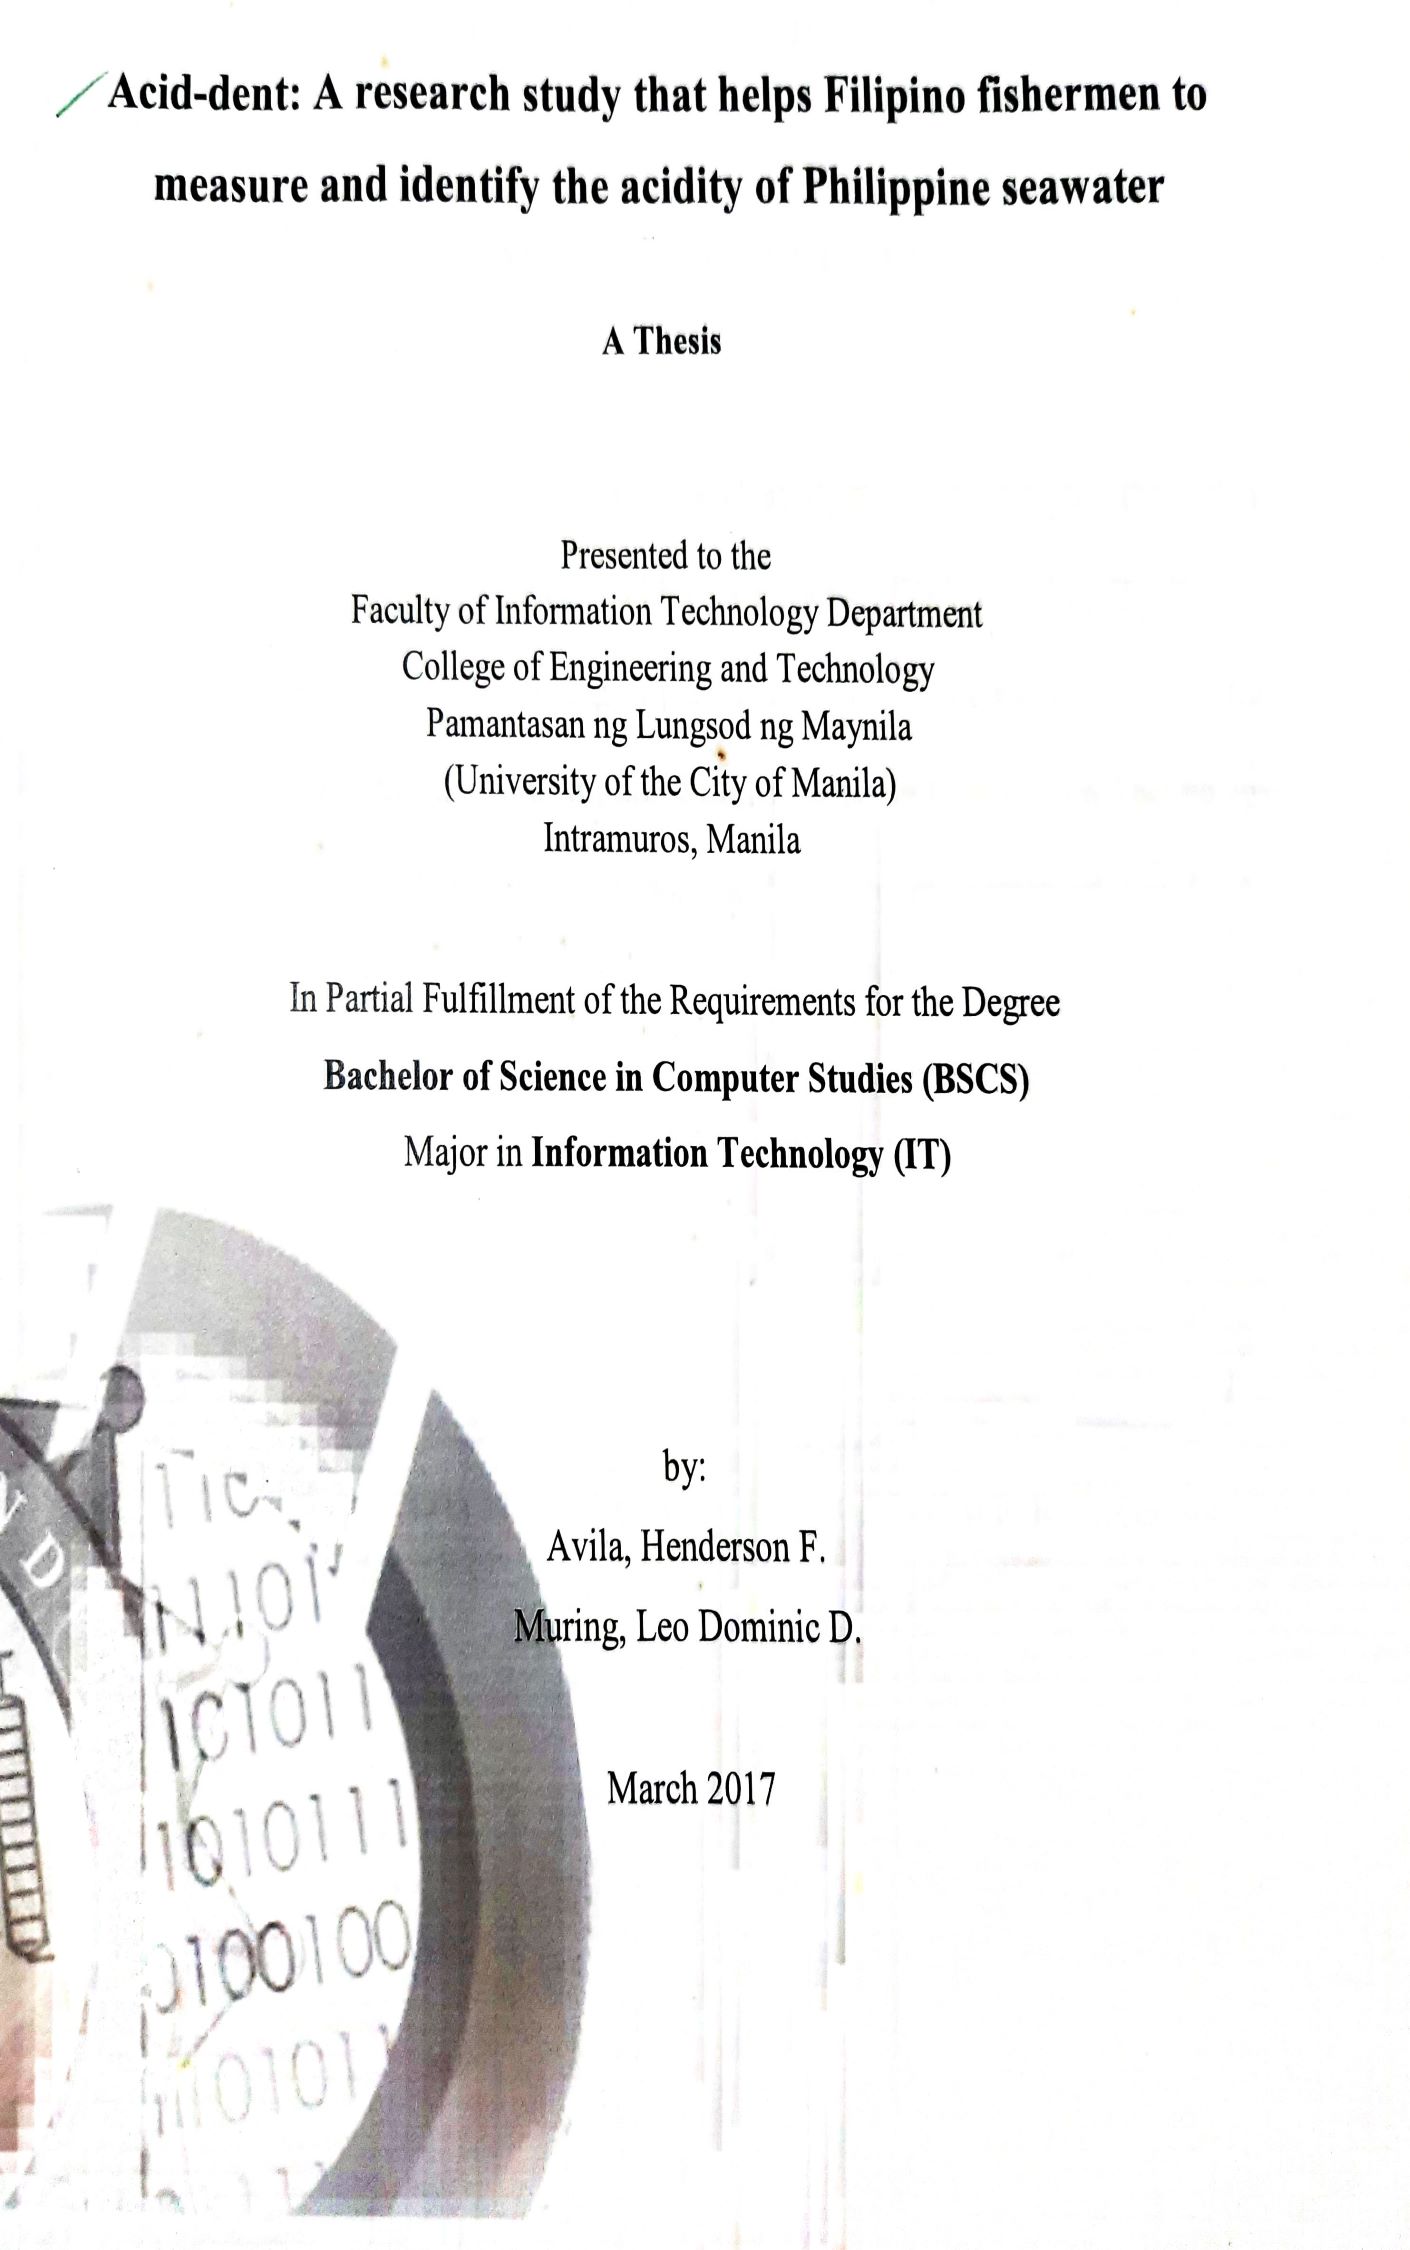 Acid-dent: A research study that helps Filipino fishermen to
measure and identify the acidity of Philippine seawater
A Thesis
Presented to the
Faculty of Information Technology Department
College of Engineering and Technology
Pamantasan ng Lungsod ng Maynila
(University of the City of Manila)
Intramuros, Manila
In Partial Fulfillment of the Requirements for the Degree
Bachelor of Science in Computer Studies (BSCS)
Major in Information Technology (IT)
by:
Avila, Henderson F.
Muring, Leo Dominic D.
March 2017
1010111